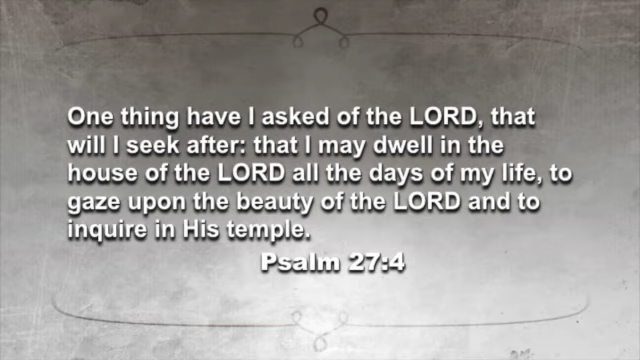 One thing have I asked of the LORD, that
will I seek after: that I may dwell in the
house of the LORD all the days of my life, to
gaze upon the beauty of the LORD and to
inquire in His temple.
Psalm 27:4